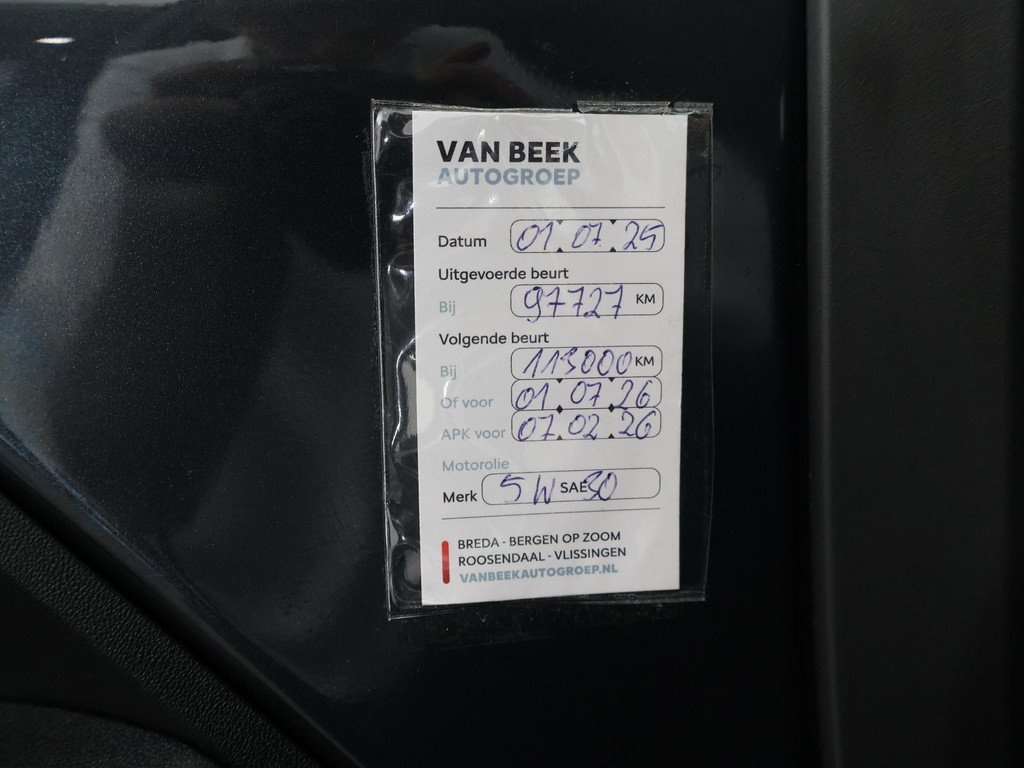 VAN BEEK
AUTOGROEP
Datum 01.07.25
Uitgevoerde beurt
Bij 97727 KM
Volgende beurt
Bij 113000 KM
Of voor 01.07.26
APK voor 07.02.26
Motorolie
Merk 5W SAE 30
BREDA - BERGEN OP ZOOM
ROOSENDAAL - VLISSINGEN
VANBEEKAUTOGROEP.NL